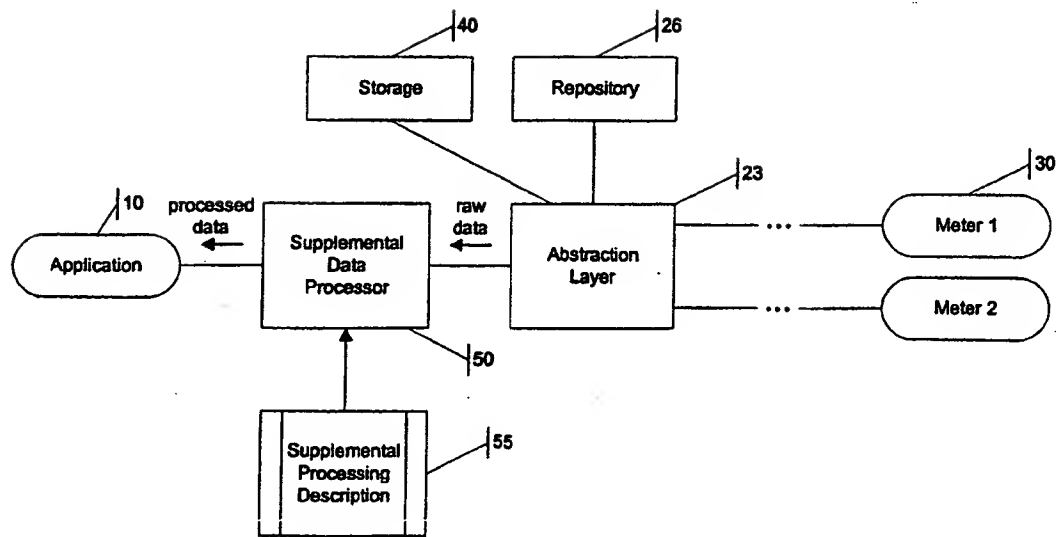 40
26
Storage
Repository
23
30
10
processed
data
raw
data
Application
Supplemental
Data
Processor
Abstraction
Layer
...
Meter 1
...
Meter 2
50
Supplemental
Processing
Description
55